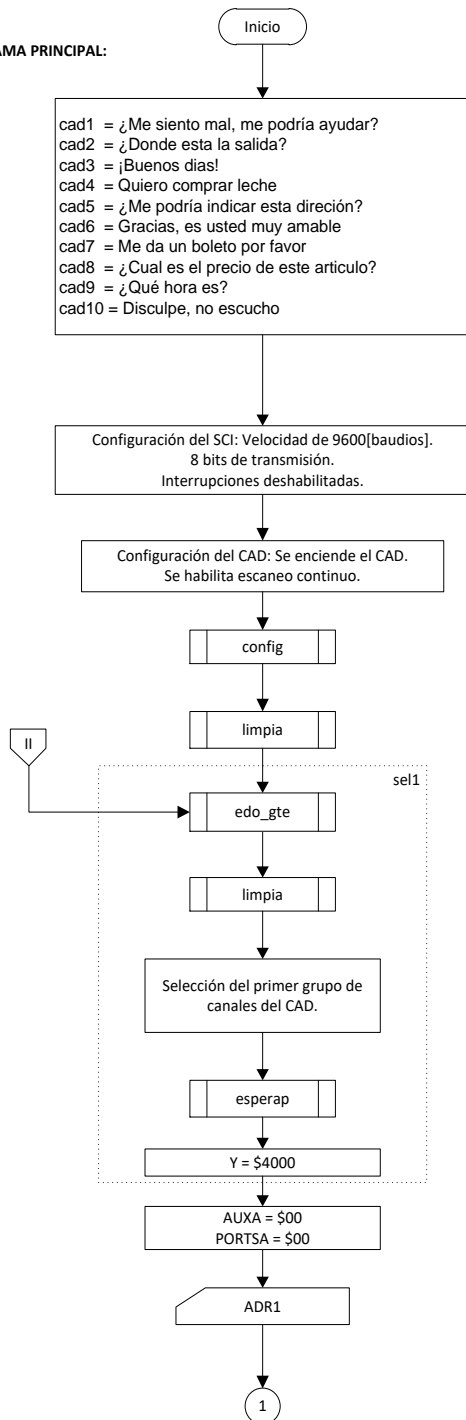 Inicio
AMA PRINCIPAL:
cad1 = ¿Me siento mal, me podría ayudar?
cad2 = ¿Donde esta la salida?
cad3 = ¡Buenos dias!
cad4 = Quiero comprar leche
cad5 = ¿Me podría indicar esta direción?
cad6 = Gracias, es usted muy amable
cad7 = Me da un boleto por favor
cad8 = ¿Cual es el precio de este articulo?
cad9 = ¿Qué hora es?
cad10 = Disculpe, no escucho
Configuración del SCI: Velocidad de 9600[baudios].
8 bits de transmisión.
Interrupciones deshabilitadas.
Configuración del CAD: Se enciende el CAD.
Se habilita escaneo continuo.
config
limpia
II
sel1
edo_gte
limpia
Selección del primer grupo de
canales del CAD.
esperap
Y = $4000
AUXA = $00
PORTSA = $00
ADR1
1